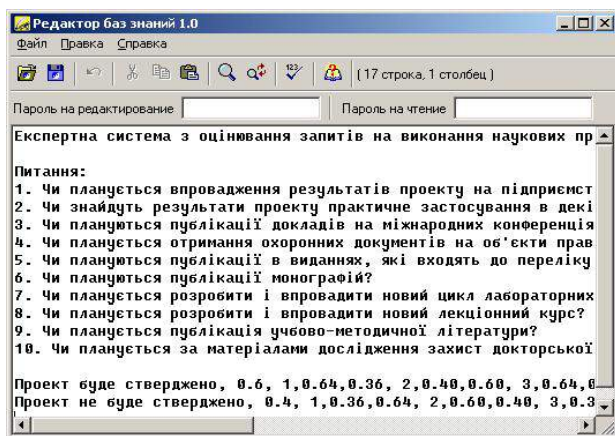 Редактор баз знаний 1.0
Файл Правка Справка
123 (17 строка, 1 столбец)
Пароль на редактирование Пароль на чтение
Експертна система з оцінювання запитів на виконання наукових пр
Питання:
1. Чи планується впровадження результатів проекту на підприємст
2. Чи знайдуть результати проекту практичне застосування в декі
3. Чи плануются публікації докладів на міжнародних конференція
4. Чи планується отримання охоронних документів на об'єкти прав
5. Чи плануются публікації в виданнях, які входять до переліку
6. Чи плануются публікації монографій?
7. Чи планується розробити і впровадити новий цикл лабораторних
8. Чи планується розробити і впровадити новий лекціонний курс?
9. Чи планується публікація учбово-методичної літератури?
10. Чи планується за матеріалами дослідження захист докторської
Проект буде стверджено, 0.6, 1,0.64,0.36, 2,0.40,0.60, 3,0.64,0
Проект не буде стверджено, 0.4, 1,0.36,0.64, 2,0.60,0.40, 3,0.3